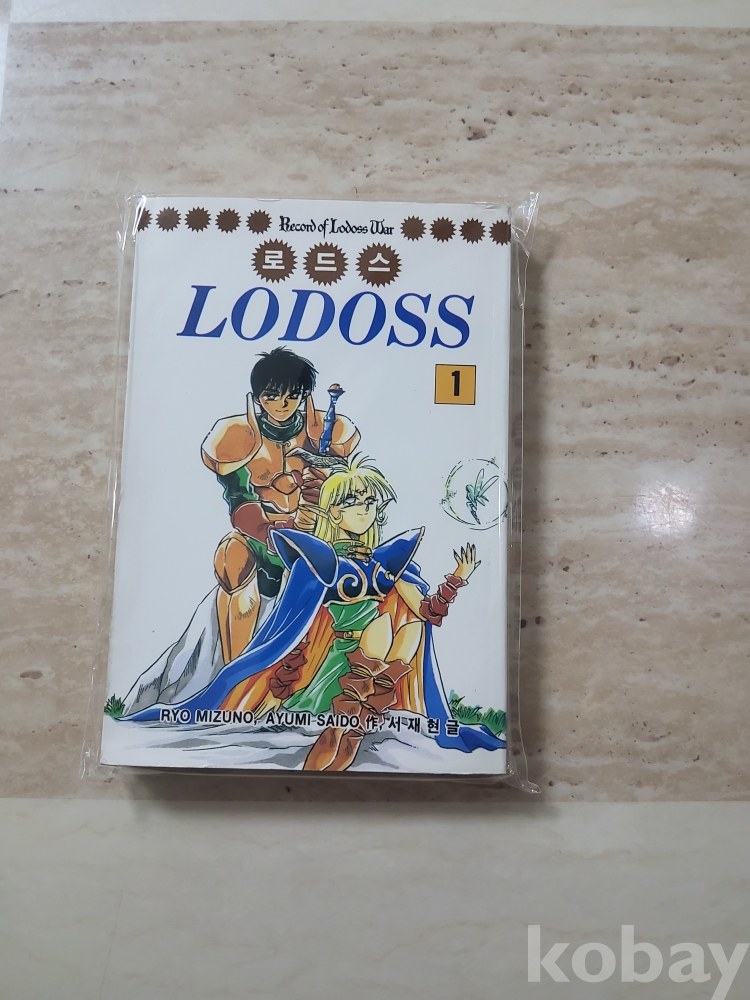 Record of Lodoss War
로드스
LODOSS
1
RYO MIZUNO, AYUMI SAIDO 作, 서재현 글
kobay